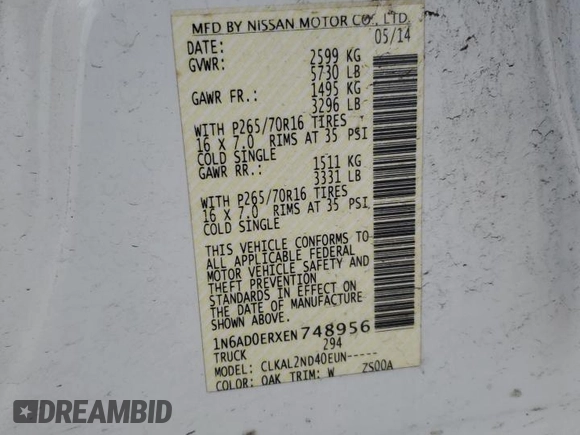 MFD BY NISSAN MOTOR CO., LTD.
DATE: 05/14
GVWR: 2599 KG
5730 LB
GAWR FR.: 1495 KG
3296 LB
WITH P265/70R16 TIRES
16 X 7.0 RIMS AT 35 PSI
COLD SINGLE
GAWR RR.: 1511 KG
3331 LB
WITH P265/70R16 TIRES
16 X 7.0 RIMS AT 35 PSI
COLD SINGLE
THIS VEHICLE CONFORMS TO
ALL APPLICABLE FEDERAL
MOTOR VEHICLE SAFETY AND
THEFT PREVENTION
STANDARDS IN EFFECT ON
THE DATE OF MANUFACTURE
SHOWN ABOVE.
1N6AD0ERXEN748956
TRUCK 294
MODEL: CLKAL2ND40EUN-----
COLOR: QAK TRIM: W ZS00A
DREAMBID